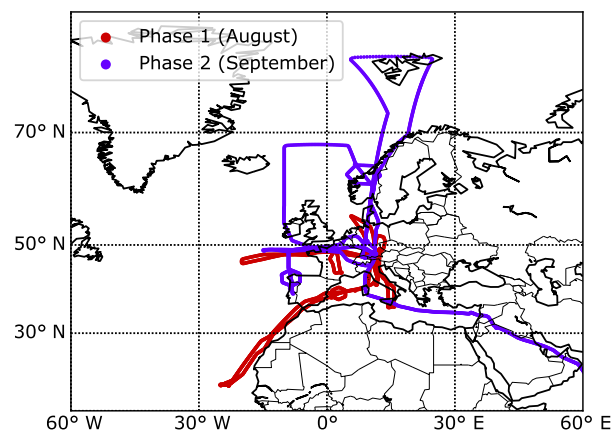 Phase 1 (August)
Phase 2 (September)
70° N
50° N
30° N
60° W
30° W
0°
30° E
60° E